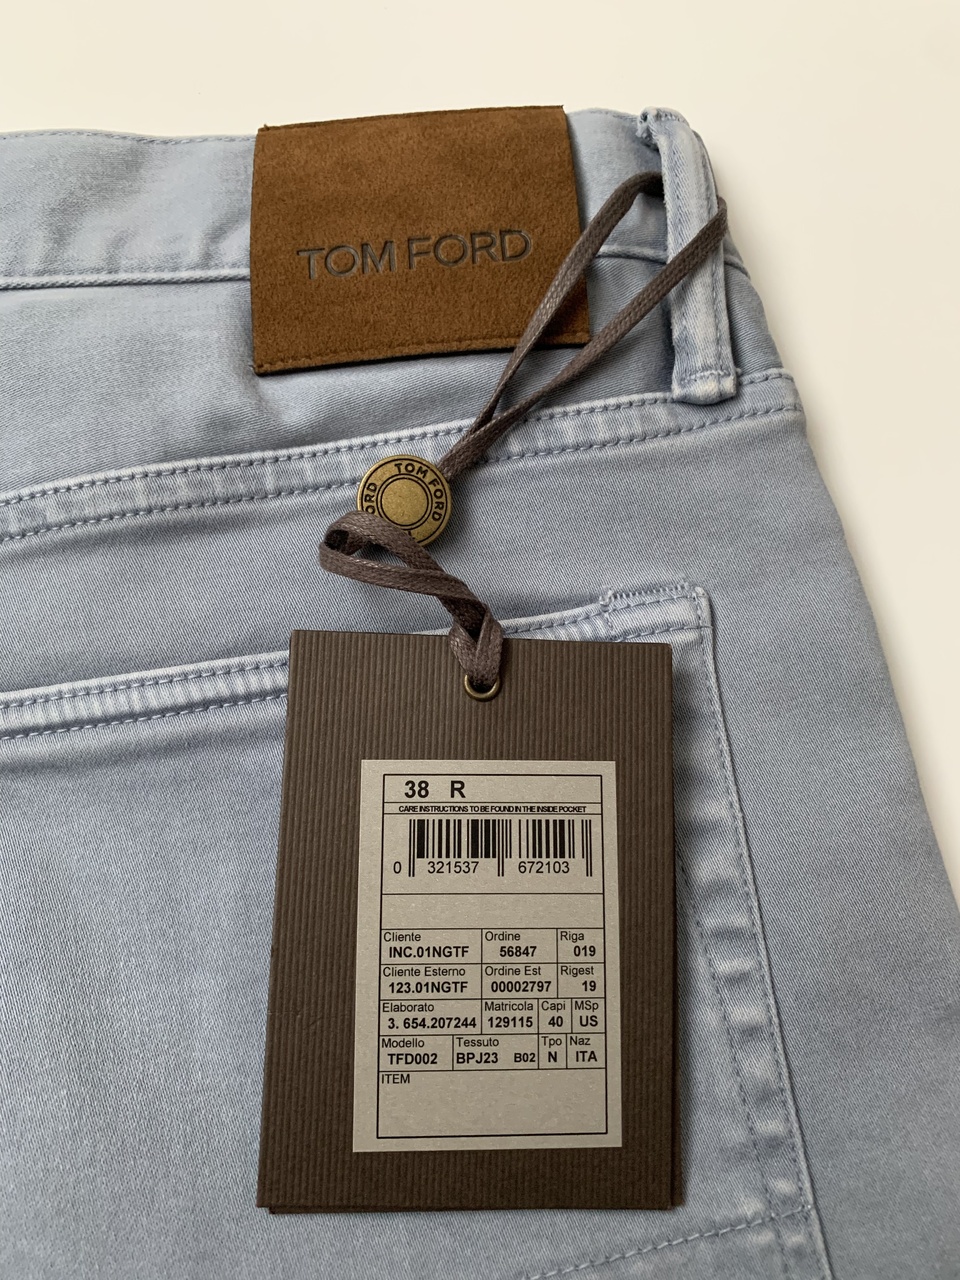 TOM FORD
TOM FORD
ORD
38 R
CARE INSTRUCTIONS TO BE FOUND IN THE INSIDE POCKET
0 321537 672103
Cliente Ordine Riga
INC.01NGTF 56847 019
Cliente Esterno Ordine Est Rigest
123.01NGTF 00002797 19
Elaborato Matricola Capi MSp
3. 654.207244 129115 40 US
Modello Tessuto Tpo Naz
TFD002 BPJ23 B02 N ITA
ITEM